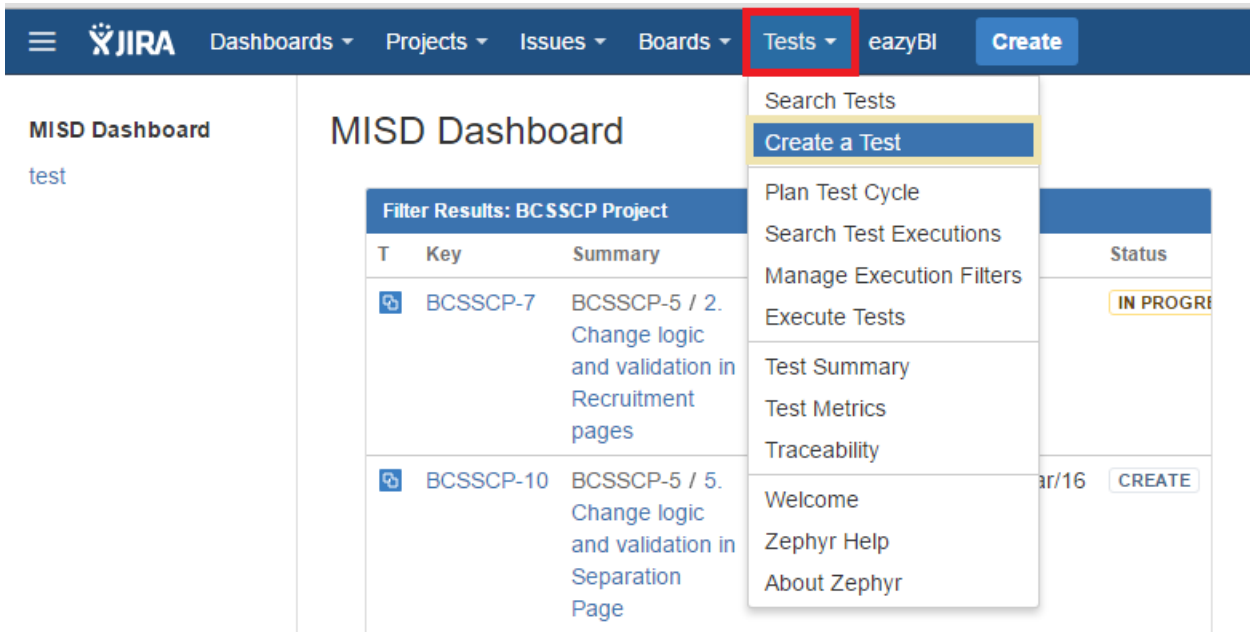 JIRA Dashboards Projects Issues Boards Tests eazyBI Create
MISD Dashboard
test
MISD Dashboard
Filter Results: BCSSCP Project
T Key Summary Status
BCSSCP-7 BCSSCP-5 / 2. IN PROGRE
Change logic
and validation in
Recruitment
pages
BCSSCP-10 BCSSCP-5 / 5. ar/16 CREATE
Change logic
and validation in
Separation
Page
Search Tests
Create a Test
Plan Test Cycle
Search Test Executions
Manage Execution Filters
Execute Tests
Test Summary
Test Metrics
Traceability
Welcome
Zephyr Help
About Zephyr